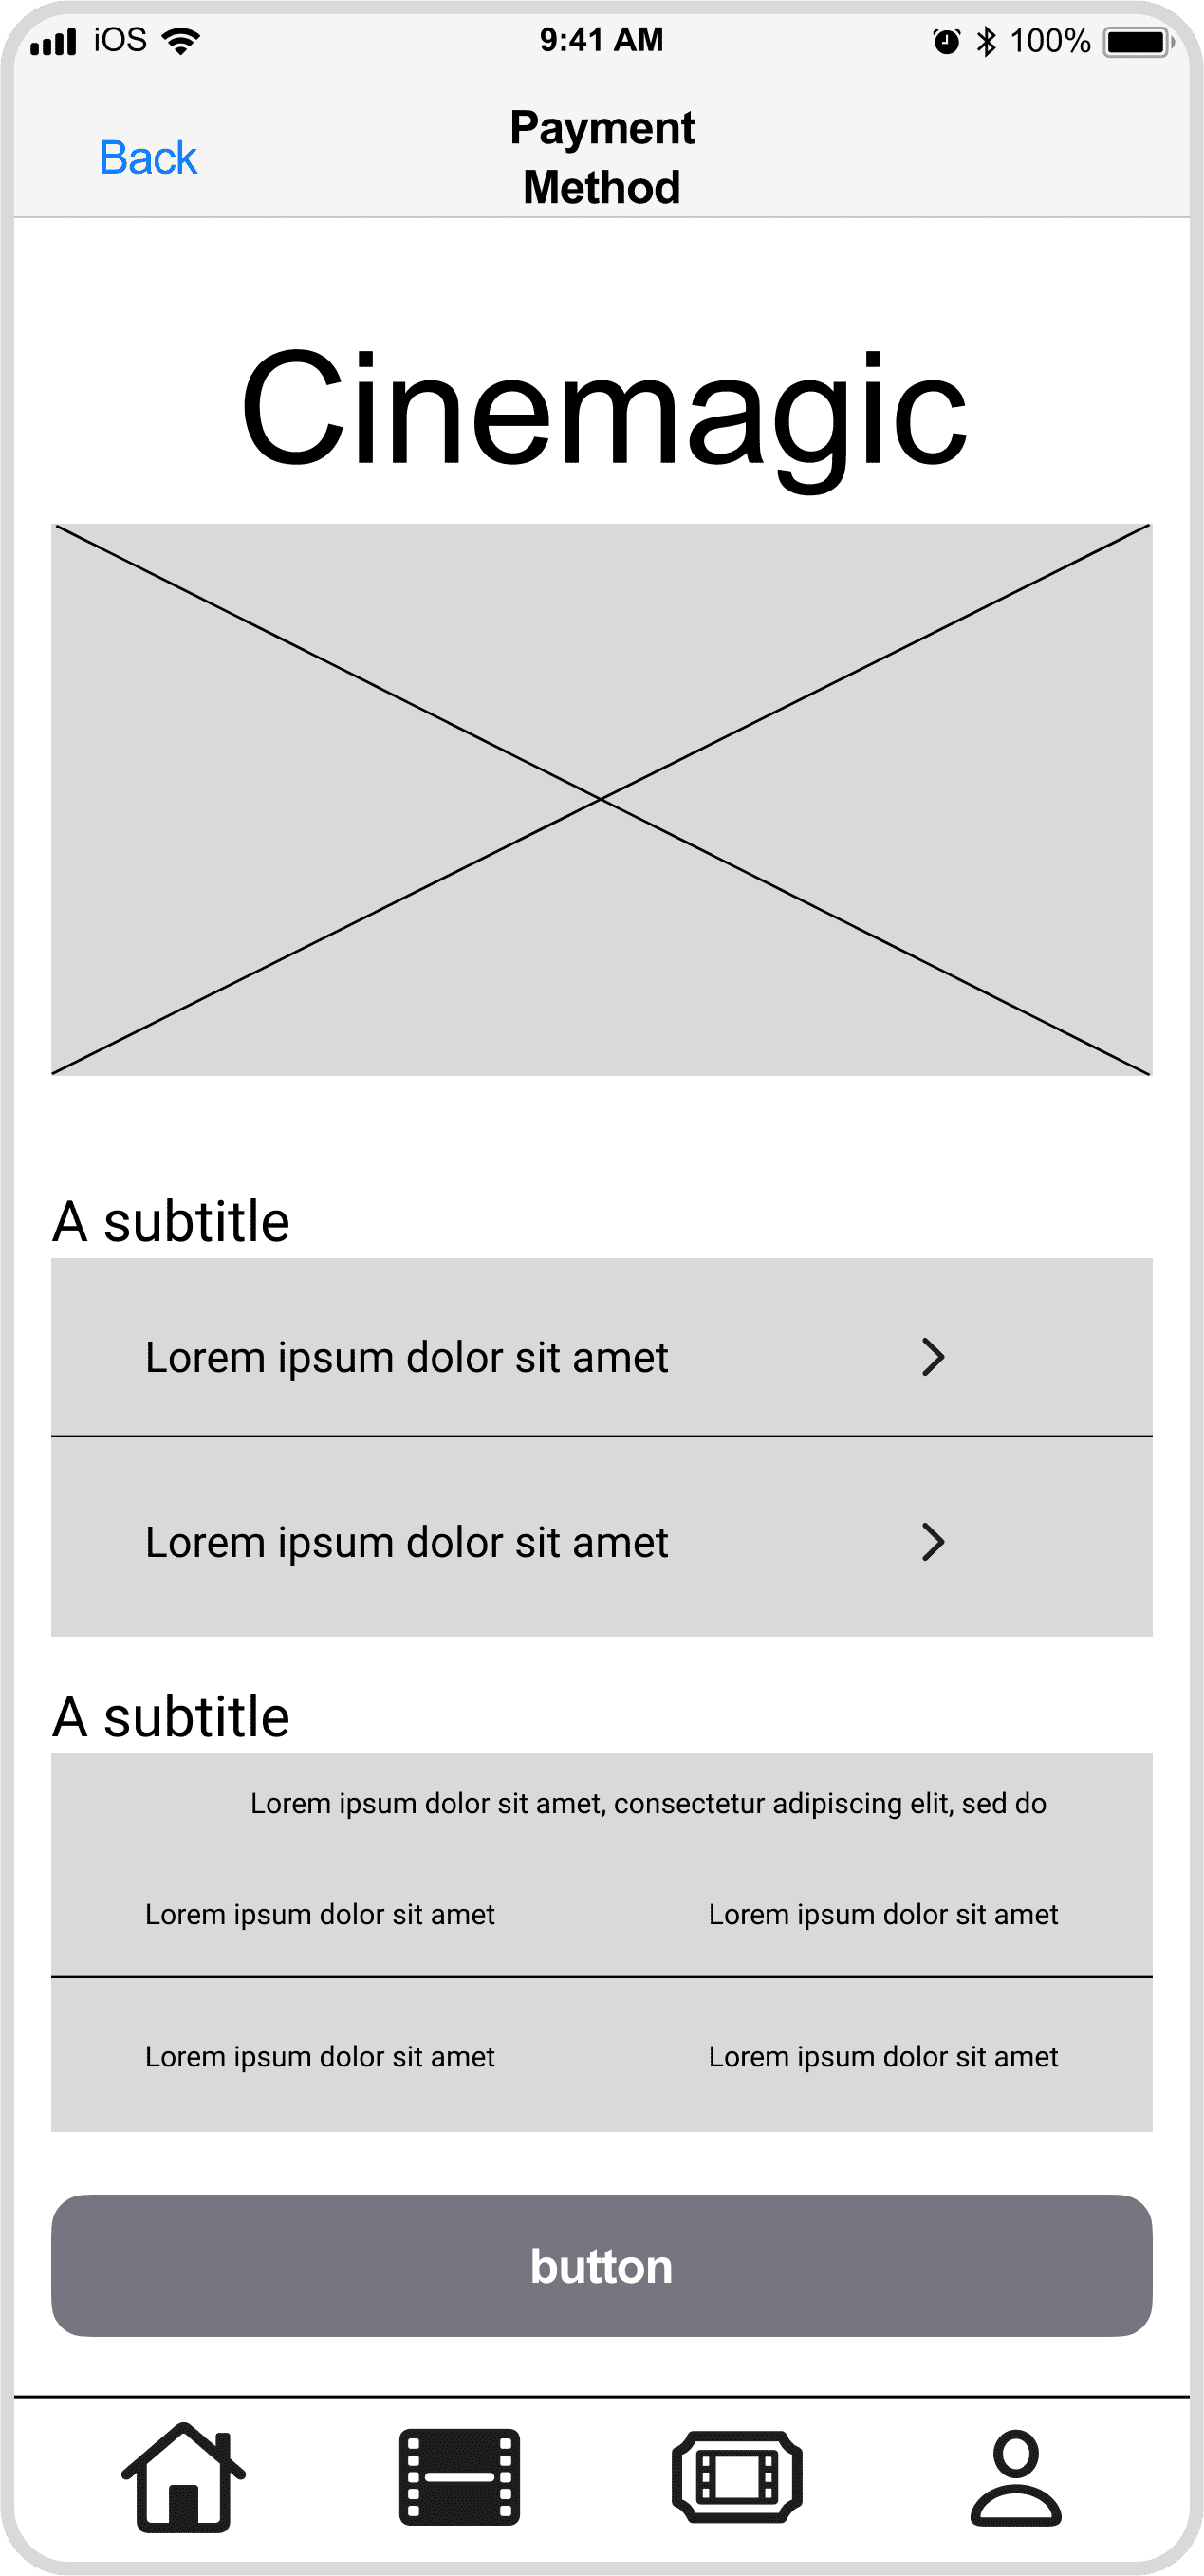 iOS 9:41 AM 100%
Back
Payment
Method
Cinemagic
A subtitle
Lorem ipsum dolor sit amet
Lorem ipsum dolor sit amet
A subtitle
Lorem ipsum dolor sit amet, consectetur adipiscing elit, sed do
Lorem ipsum dolor sit amet Lorem ipsum dolor sit amet
Lorem ipsum dolor sit amet Lorem ipsum dolor sit amet
button